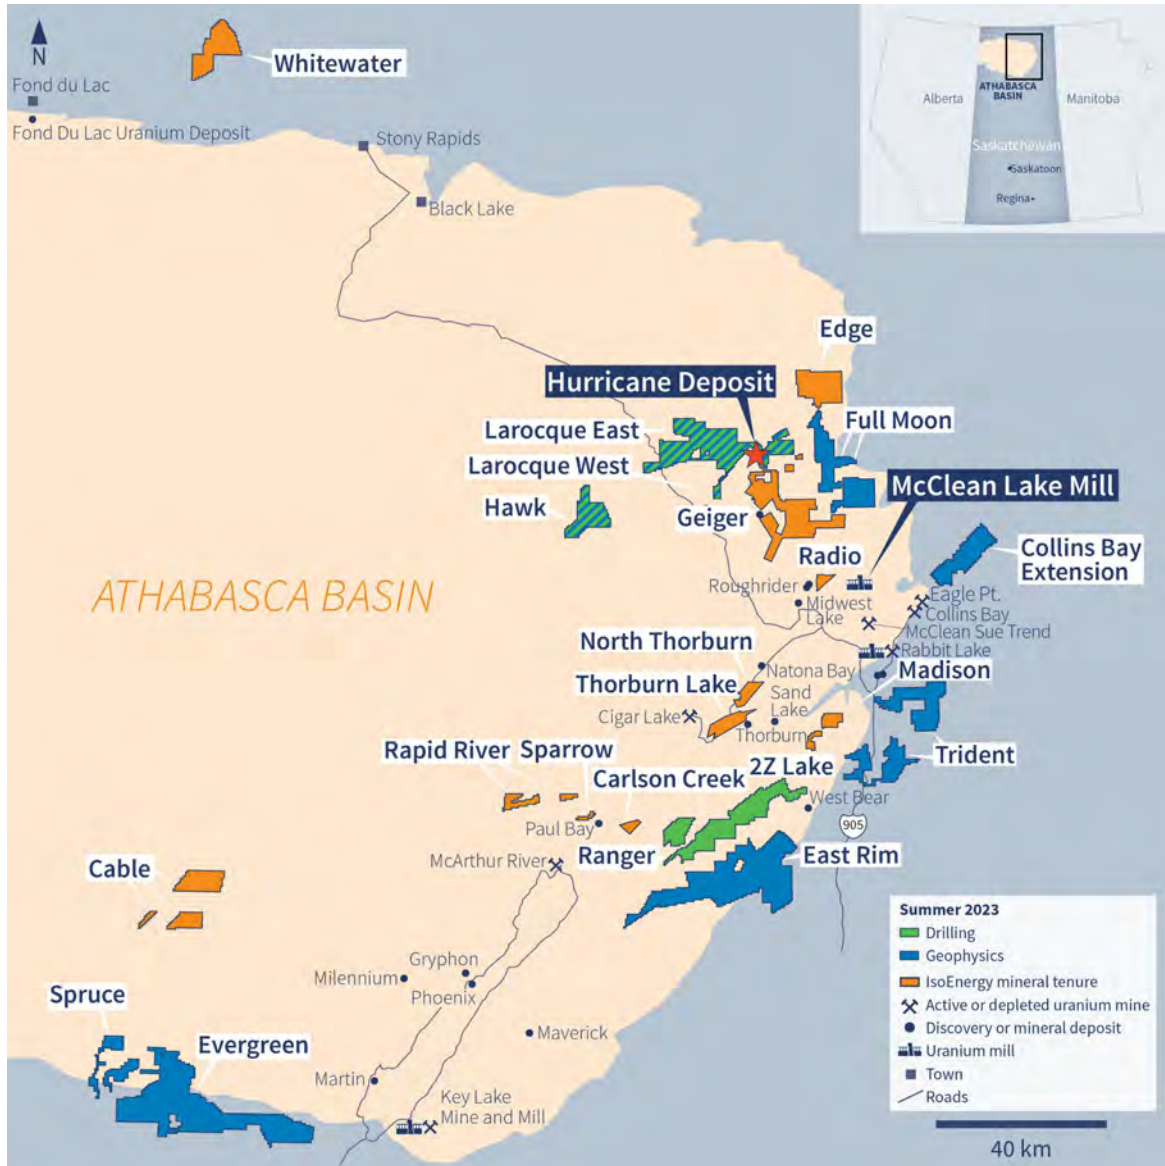 N
Whitewater
Fond du Lac
Fond Du Lac Uranium Deposit
Stony Rapids
Black Lake
Alberta
ATHABASCA
BASIN
Manitoba
Saskatchewan
Saskatoon
Regina
Edge
Hurricane Deposit
Larocque East
Full Moon
Larocque West
McClean Lake Mill
Hawk
Geiger
Collins Bay
Extension
Radio
Roughrider
Midwest
Lake
Eagle Pt.
Collins Bay
McClean Sue Trend
Rabbit Lake
ATHABASCA BASIN
North Thorburn
Natona Bay
Madison
Thorburn Lake
Sand
Lake
Cigar Lake
Thorburn
Trident
Rapid River
Sparrow
Carlson Creek
2Z Lake
West Bear
Paul Bay
905
Ranger
East Rim
McArthur River
Cable
Gryphon
Milennium
Phoenix
Spruce
Evergreen
Maverick
Martin
Key Lake
Mine and Mill
Summer 2023
Drilling
Geophysics
IsoEnergy mineral tenure
Active or depleted uranium mine
Discovery or mineral deposit
Uranium mill
Town
Roads
40 km